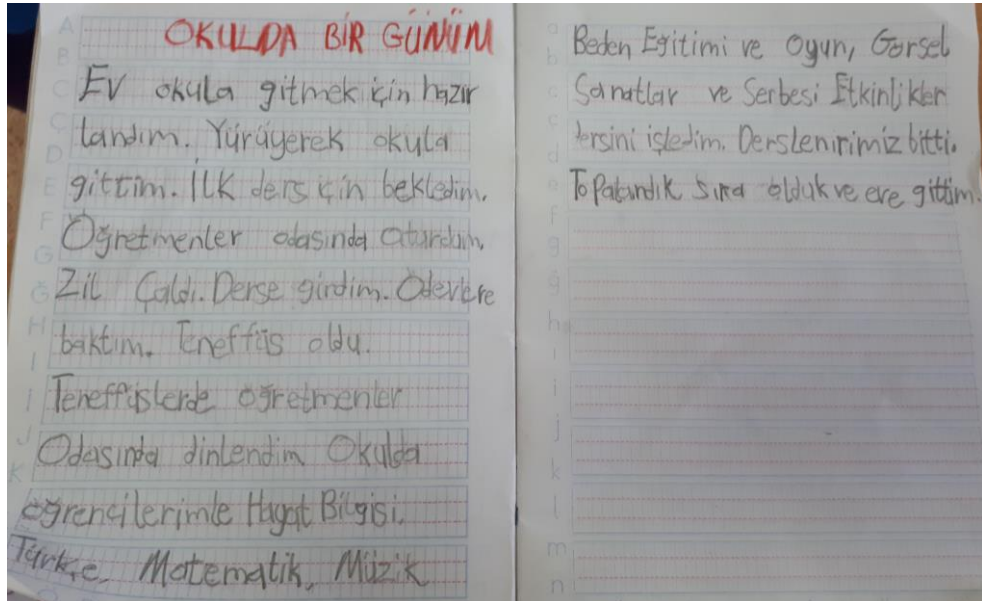 OKULDA BİR GÜNÜM
Ev okula gitmek için hazır
landım. Yürüyerek okula
gittim. İlk ders için bekledim.
Öğretmenler odasında oturdum.
Zil Çaldı. Derse girdim. Ödevlere
baktım. Teneffüs oldu.
Teneffüslerde öğretmenler
Odasında dinlendim Okulda
öğrencilerimle Hayat Bilgisi,
Türkçe, Matematik, Müzik
Beden Eğitimi ve Oyun, Görsel
Sanatlar ve Serbesi Etkinlikler
dersini işledim. Derslenirimiz bitti.
Topatandık sıra olduk ve eve gittim.